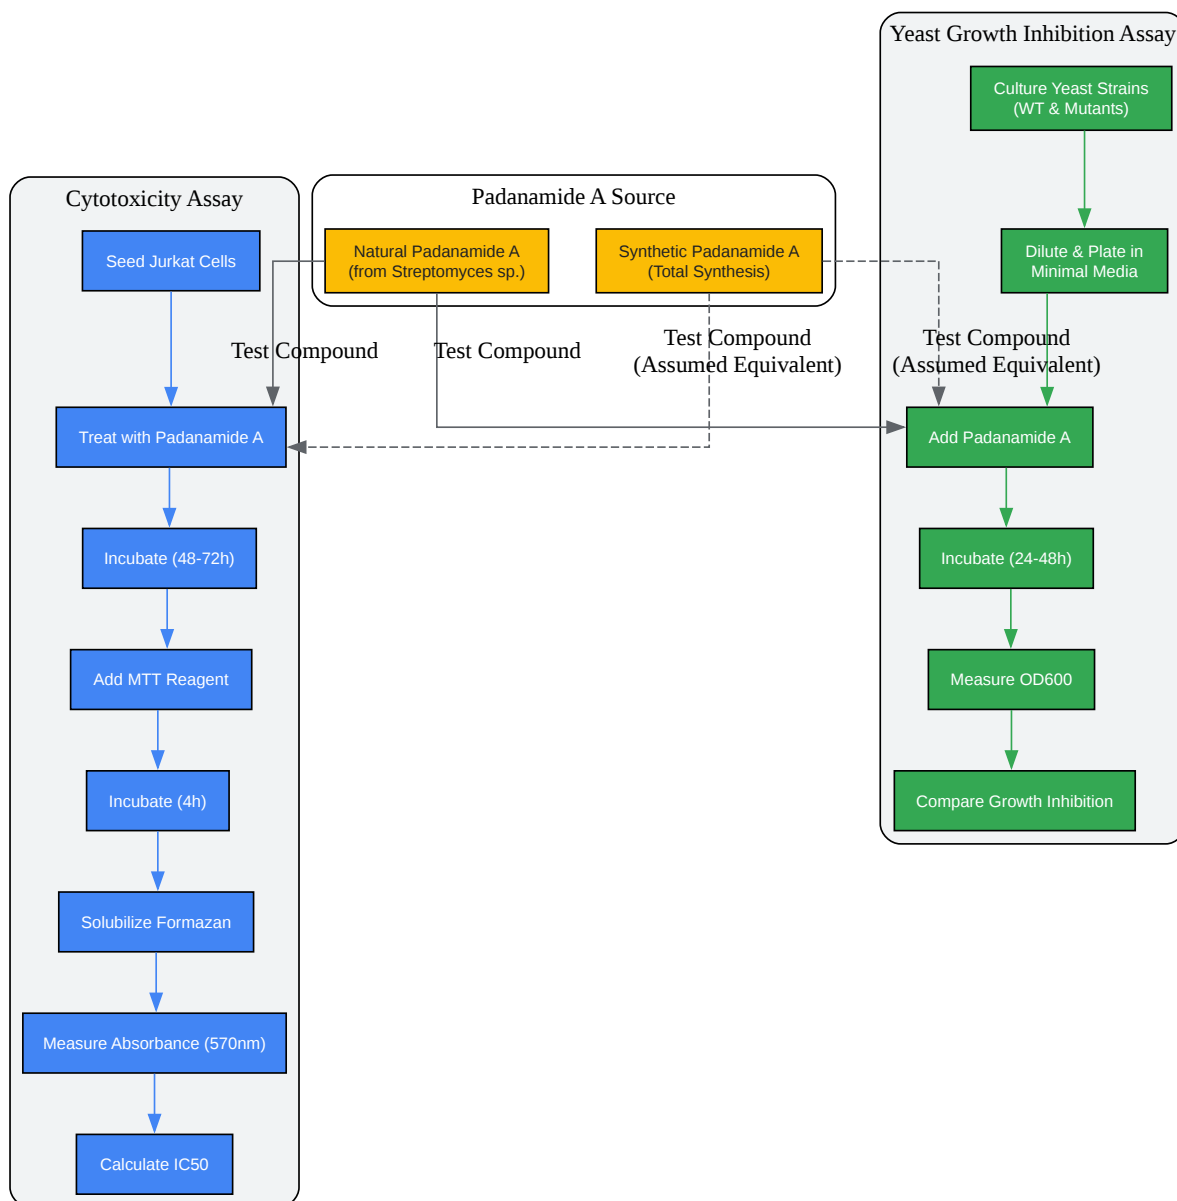 Yeast Growth Inhibition Assay
Culture Yeast Strains
(WT & Mutants)
Dilute & Plate in
Minimal Media
Test Compound
(Assumed Equivalent)
Add Padanamide A
Incubate (24-48h)
Measure OD600
Compare Growth Inhibition
Padanamide A Source
Natural Padanamide A
(from Streptomyces sp.)
Synthetic Padanamide A
(Total Synthesis)
Test Compound
Test Compound
(Assumed Equivalent)
Cytotoxicity Assay
Seed Jurkat Cells
Test Compound
Treat with Padanamide A
Incubate (48-72h)
Add MTT Reagent
Incubate (4h)
Solubilize Formazan
Measure Absorbance (570nm)
Calculate IC50